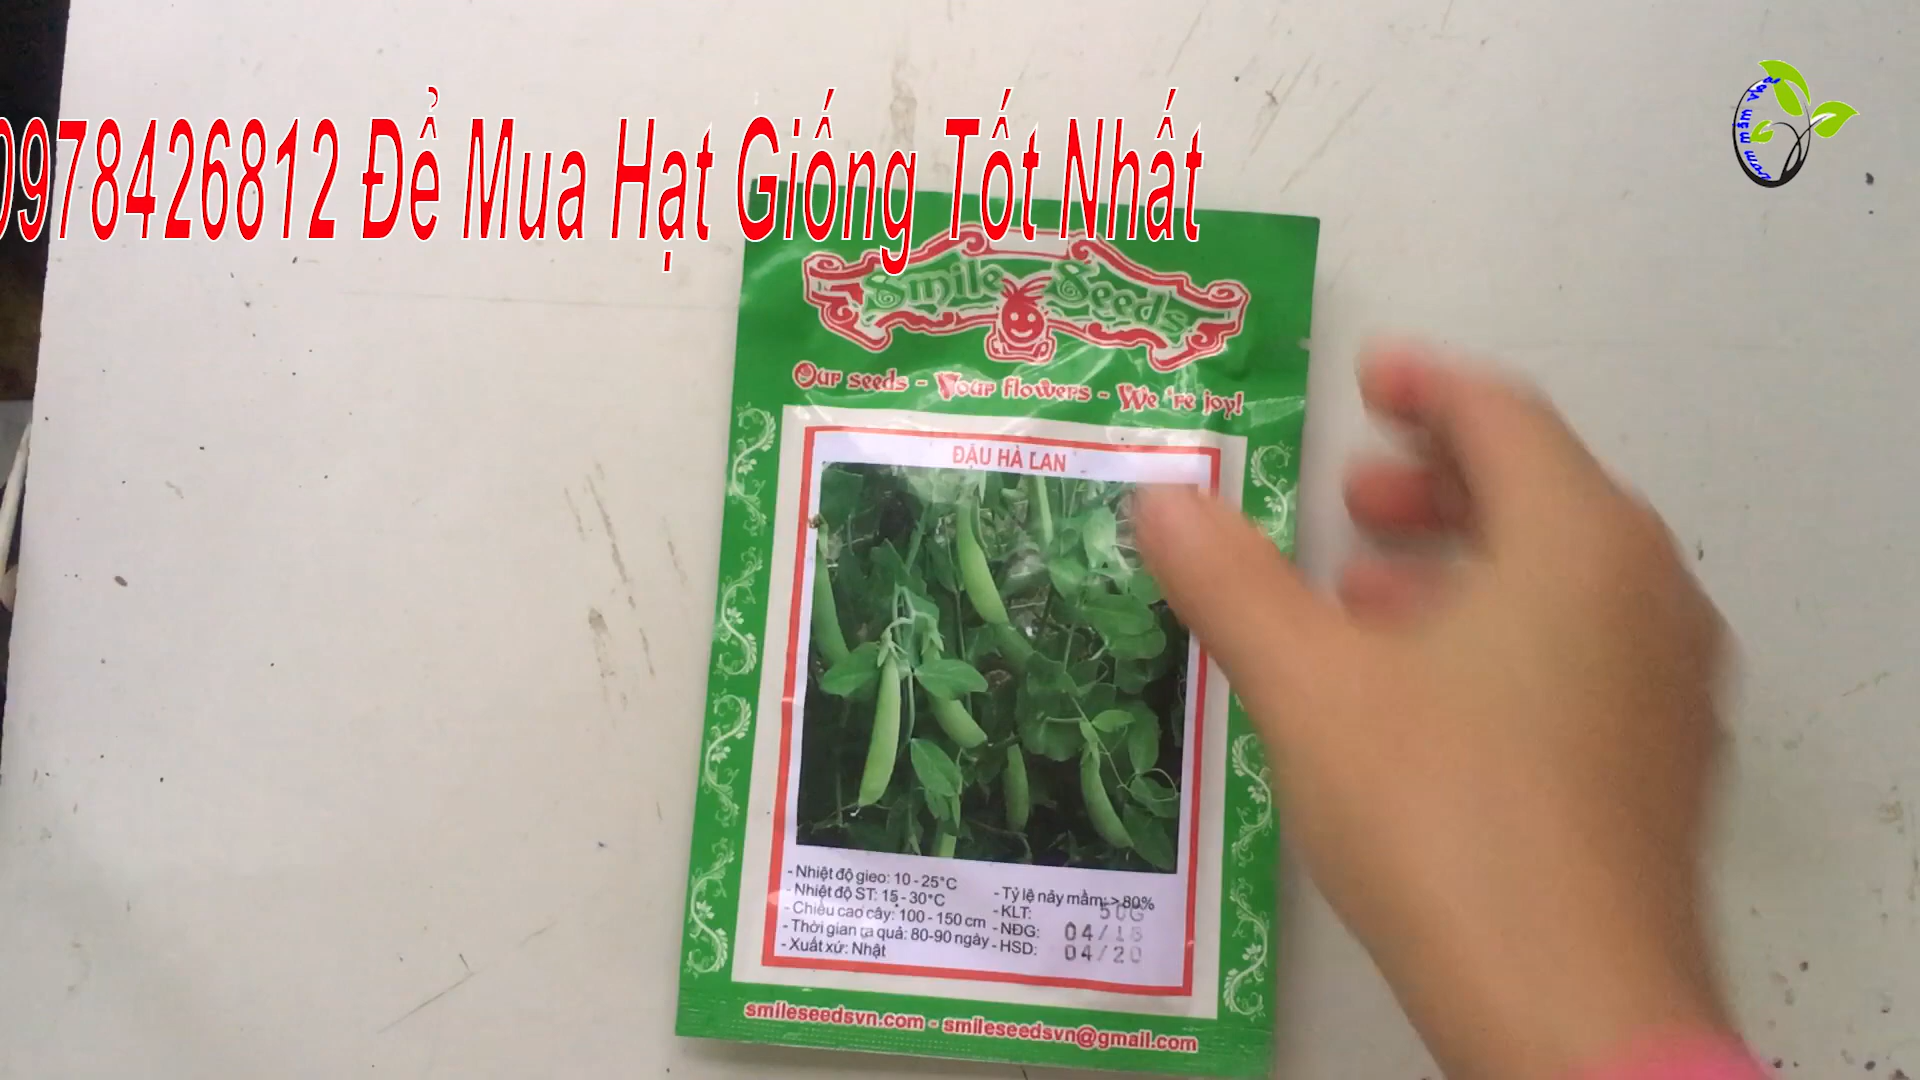 0978426812 Để Mua Hạt Giống Tốt Nhất
ươm mầm việt
Smile Seeds
Our seeds - Your flowers - We 're joy!
ĐẬU HÀ LAN
- Nhiệt độ gieo: 10 - 25°C
- Nhiệt độ ST: 15 - 30°C
- Chiều cao cây: 100 - 150 cm
- Thời gian ra quả: 80-90 ngày
- Xuất xứ: Nhật
- Tỷ lệ nảy mầm: > 80%
- KLT: 50G
- NĐG: 04/18
- HSD: 04/20
smileseedsvn.com - smileseedsvn@gmail.com